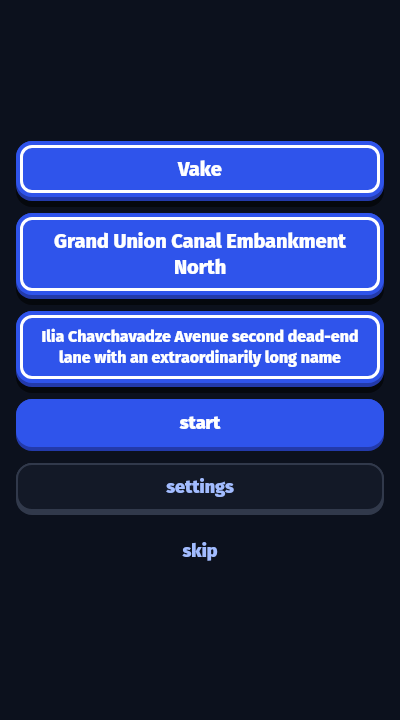 Vake
Grand Union Canal Embankment
North
Ilia Chavchavadze Avenue second dead-end
lane with an extraordinarily long name
start
settings
skip